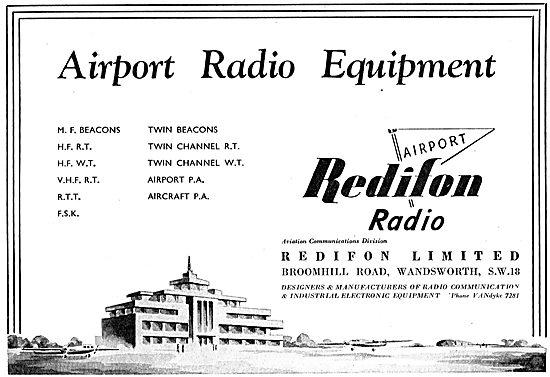 Airport Radio Equipment
M. F. BEACONS
H.F. R.T.
H.F. W.T.
V.H.F. R.T.
R.T.T.
F.S.K.
TWIN BEACONS
TWIN CHANNEL R.T.
TWIN CHANNEL W.T.
AIRPORT P.A.
AIRCRAFT P.A.
AIRPORT
Redifon
Radio
Aviation Communications Division
REDIFON LIMITED
BROOMHILL ROAD, WANDSWORTH, S.W.18
DESIGNERS & MANUFACTURERS OF RADIO COMMUNICATION
& INDUSTRIAL ELECTRONIC EQUIPMENT 'Phone VANdyke 7281